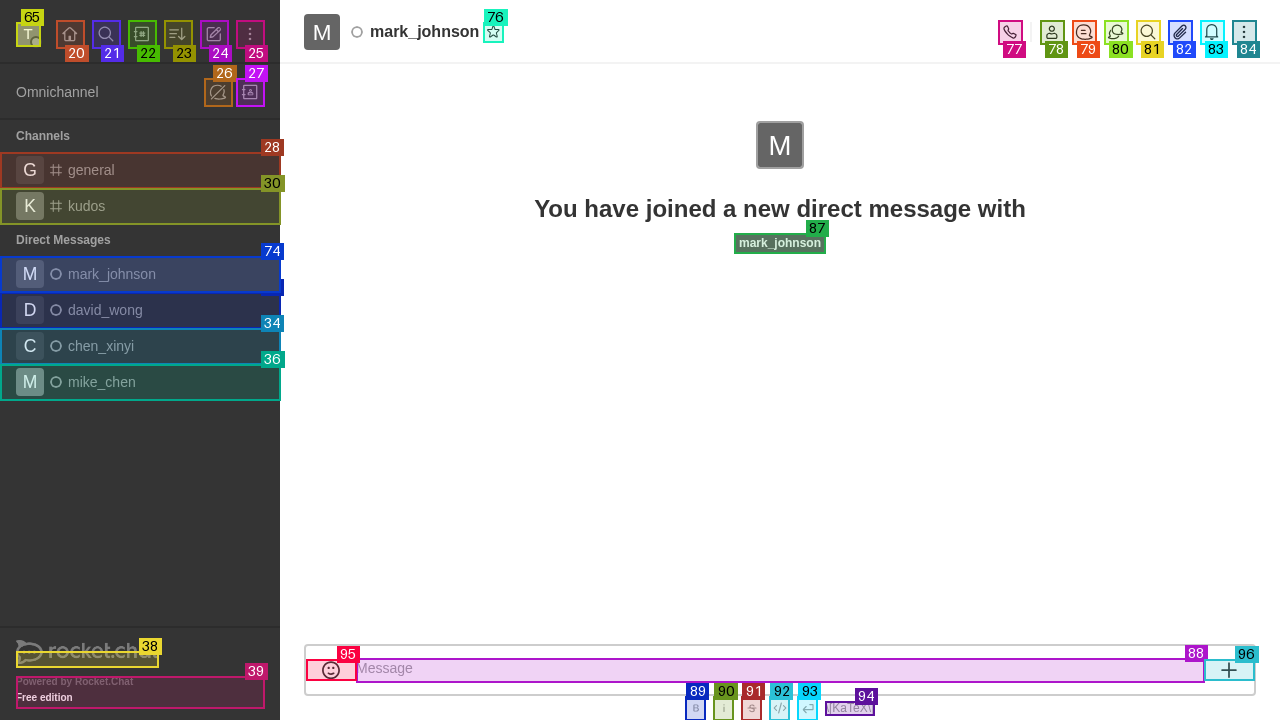 65
T
20
21
22
23
24
25
M
mark_johnson
76
77
78
79
80
81
82
83
84
Omnichannel
26
27
Channels
28
G general
30
K kudos
Direct Messages
74
M mark_johnson
D david_wong
34
C chen_xinyi
36
M mike_chen
M
You have joined a new direct message with
87
mark_johnson
38
rocket.cha
39
Powered by Rocket.Chat
Free edition
95
Message
88
96
89
90
91
92
93
94
B
i
S
KaTeX